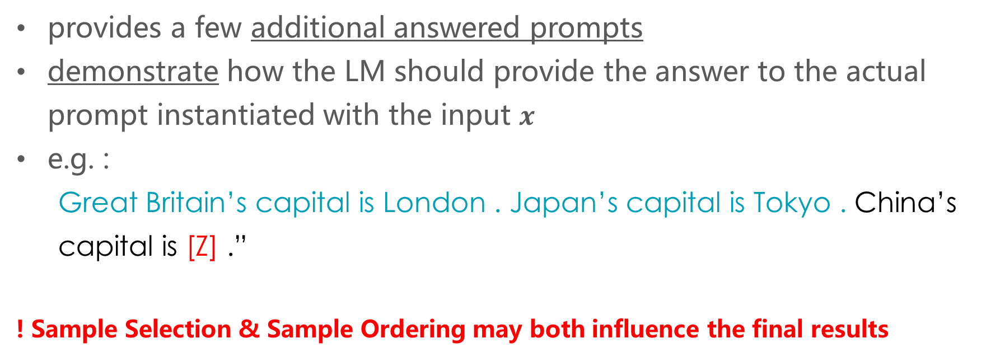 • provides a few additional answered prompts
• demonstrate how the LM should provide the answer to the actual
prompt instantiated with the input x
• e.g. :
Great Britain’s capital is London . Japan’s capital is Tokyo . China’s
capital is [Z] .”
! Sample Selection & Sample Ordering may both influence the final results